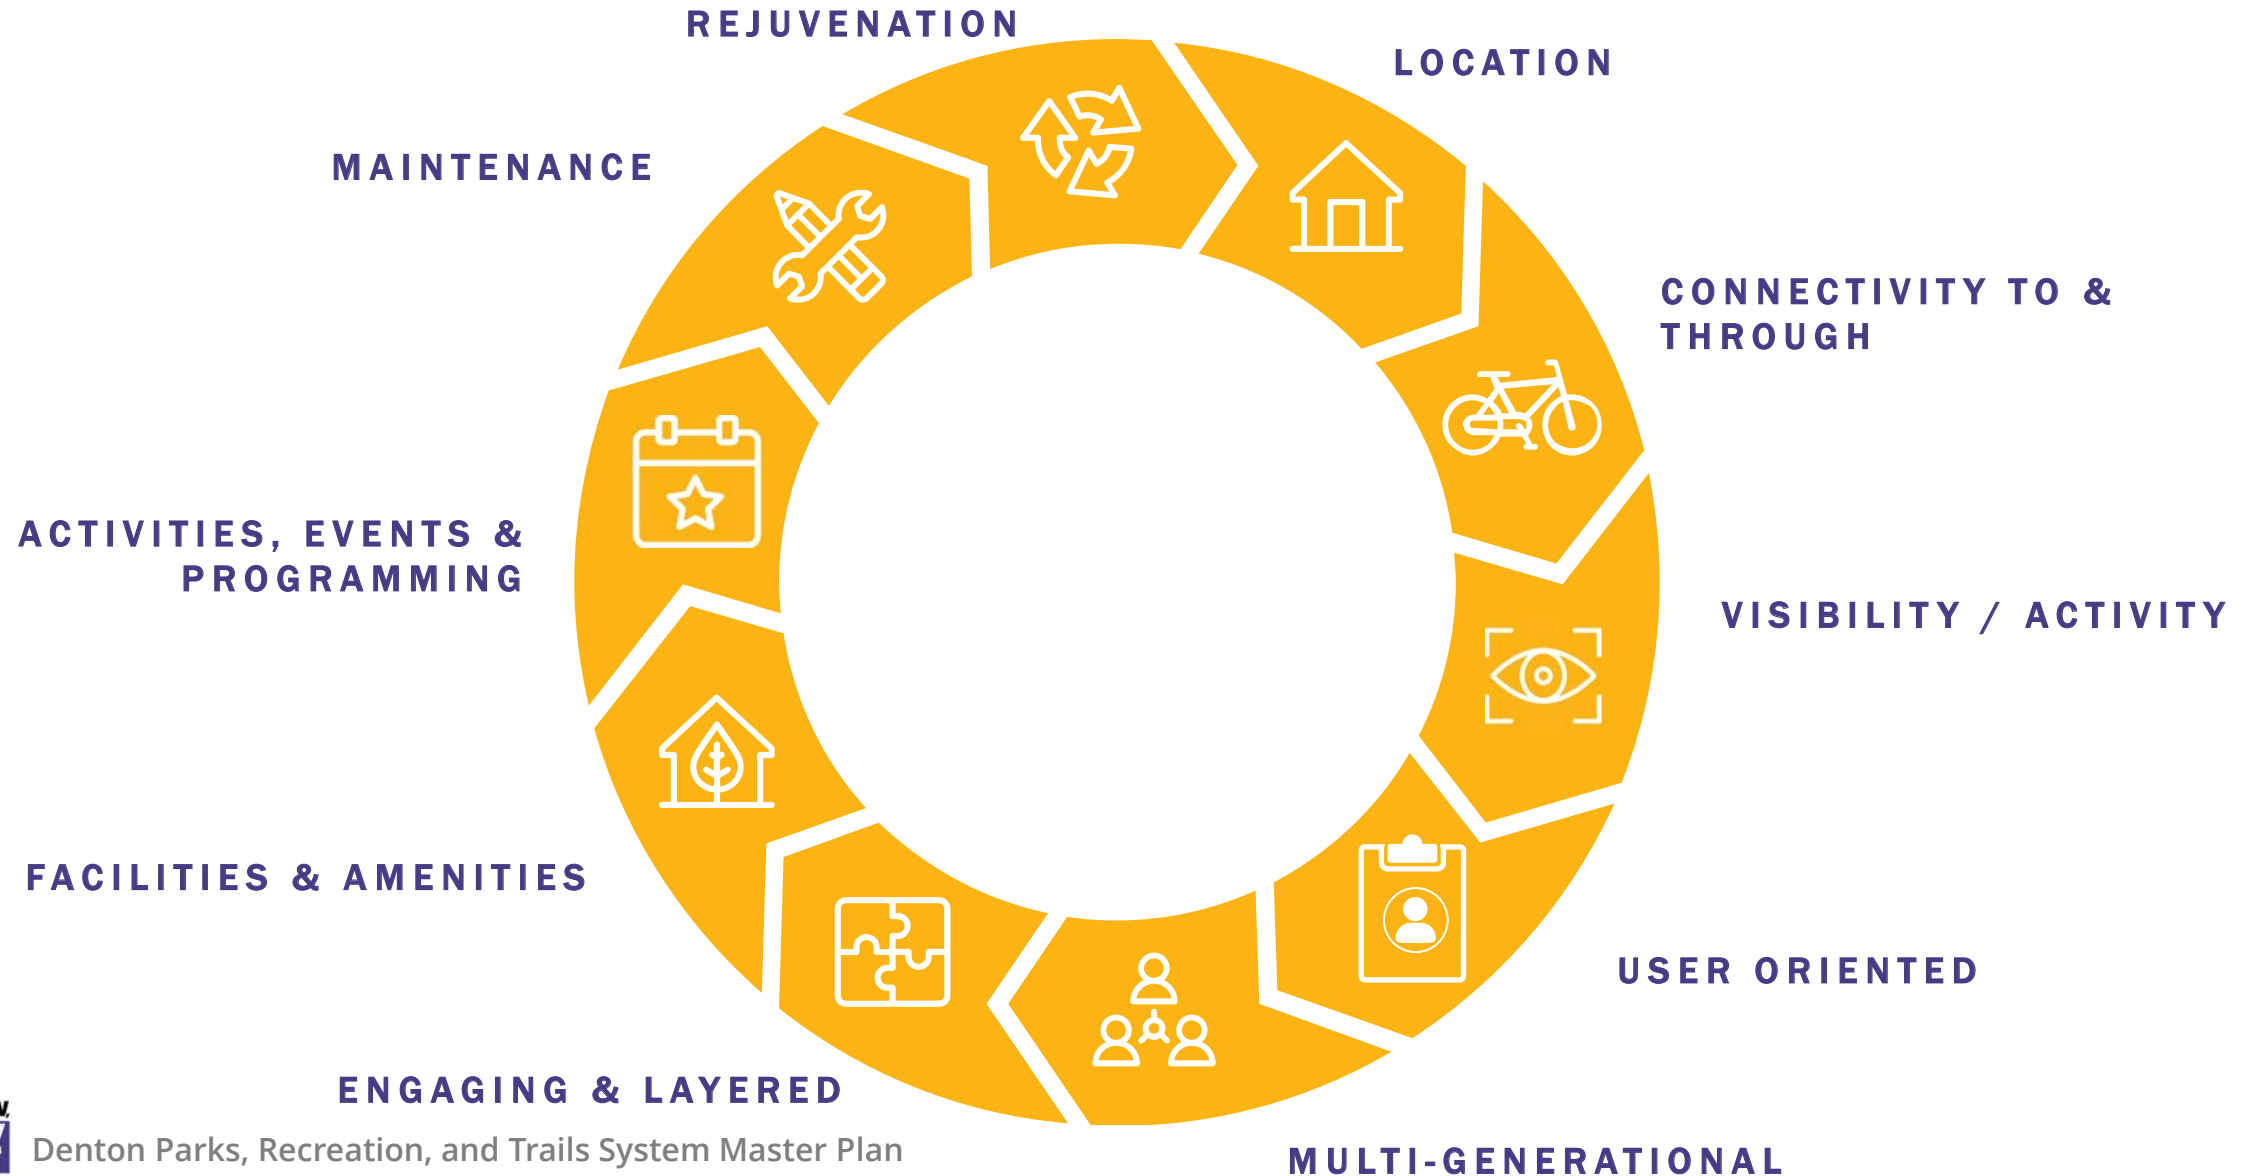 REJUVENATION
LOCATION
MAINTENANCE
CONNECTIVITY TO &
THROUGH
ACTIVITIES, EVENTS &
PROGRAMMING
VISIBILITY / ACTIVITY
FACILITIES & AMENITIES
USER ORIENTED
ENGAGING & LAYERED
MULTI-GENERATIONAL
Denton Parks, Recreation, and Trails System Master Plan